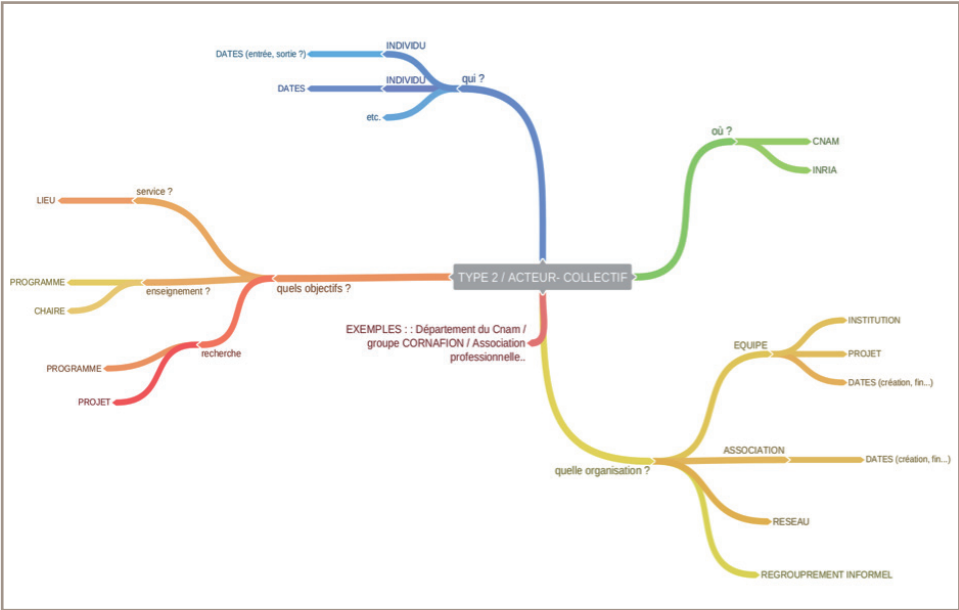 INDIVIDU
DATES (entrée, sortie ?)
INDIVIDU
qui ?
DATES
etc.
où ?
CNAM
INRIA
service ?
LIEU
TYPE 2 / ACTEUR- COLLECTIF
PROGRAMME
enseignement ?
quels objectifs ?
CHAIRE
EXEMPLES : : Département du Cnam /
groupe CORNAFION / Association
professionnelle..
recherche
PROGRAMME
PROJET
INSTITUTION
EQUIPE
PROJET
DATES (création, fin...)
ASSOCIATION
DATES (création, fin...)
quelle organisation ?
RESEAU
REGROUPREMENT INFORMEL